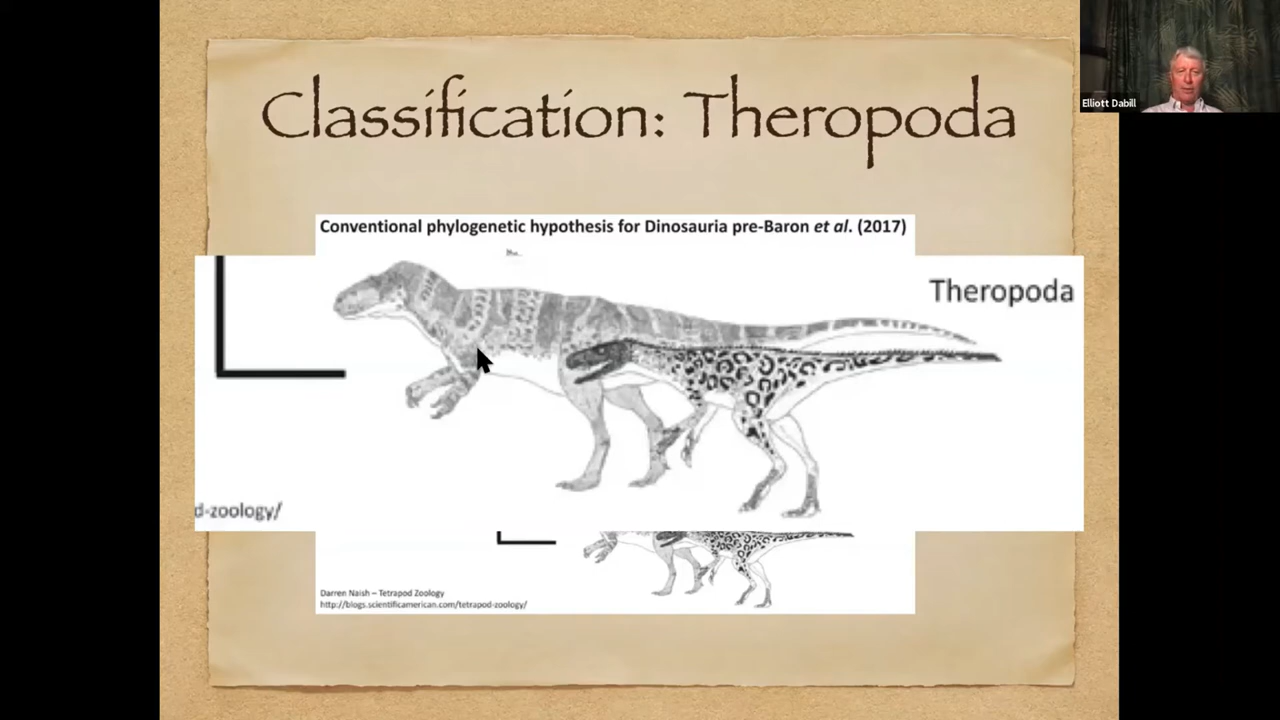 Classification: Theropoda
Elliott Dabill
Conventional phylogenetic hypothesis for Dinosauria pre-Baron et al. (2017)
Theropoda
d-zoology/
Darren Naish – Tetrapod Zoology
http://blogs.scientificamerican.com/tetrapod-zoology/